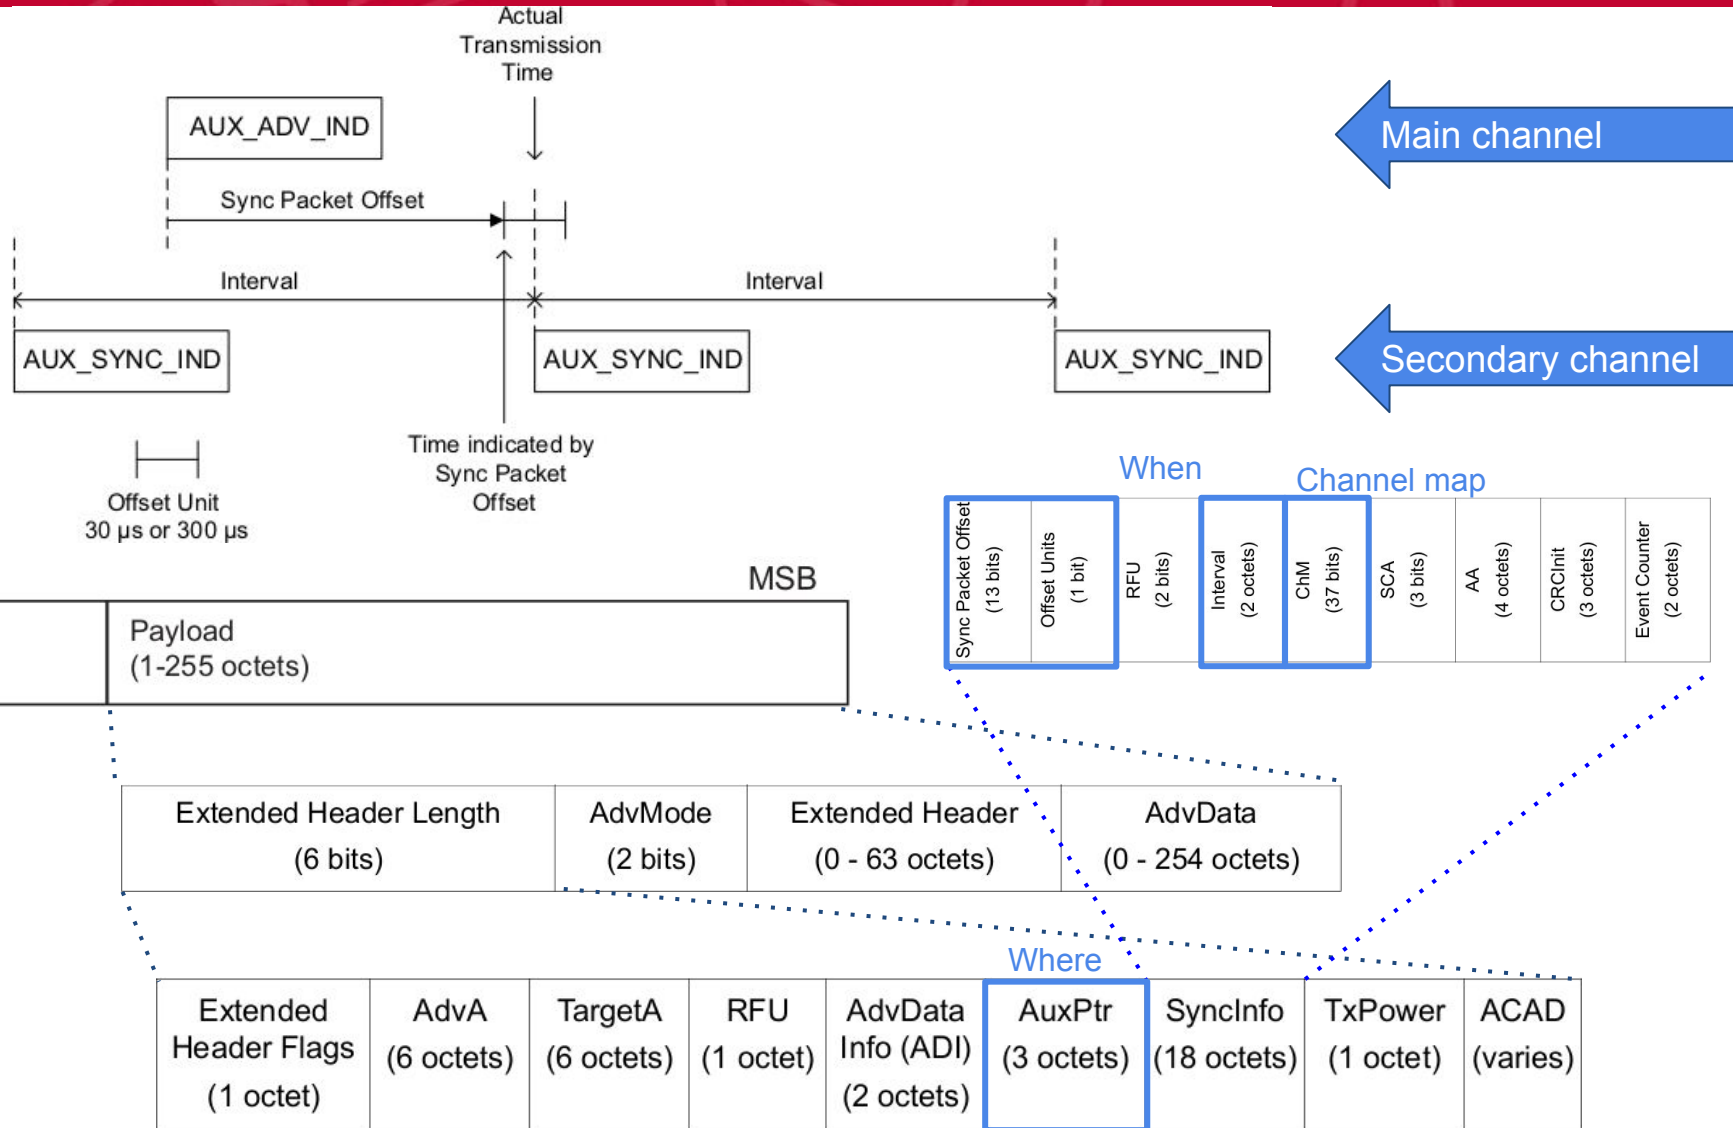 Actual
Transmission
Time
AUX_ADV_IND
Main channel
Sync Packet Offset
Interval
Interval
AUX_SYNC_IND
AUX_SYNC_IND
AUX_SYNC_IND
Secondary channel
Time indicated by
Sync Packet
Offset
Offset Unit
30 µs or 300 µs
When
Channel map
Sync Packet Offset
(13 bits)
Offset Units
(1 bit)
RFU
(2 bits)
Interval
(2 octets)
ChM
(37 bits)
SCA
(3 bits)
AA
(4 octets)
CRCInit
(3 octets)
Event Counter
(2 octets)
MSB
Payload
(1-255 octets)
Extended Header Length
(6 bits)
AdvMode
(2 bits)
Extended Header
(0 - 63 octets)
AdvData
(0 - 254 octets)
Where
Extended
Header Flags
(1 octet)
AdvA
(6 octets)
TargetA
(6 octets)
RFU
(1 octet)
AdvData
Info (ADI)
(2 octets)
AuxPtr
(3 octets)
SyncInfo
(18 octets)
TxPower
(1 octet)
ACAD
(varies)